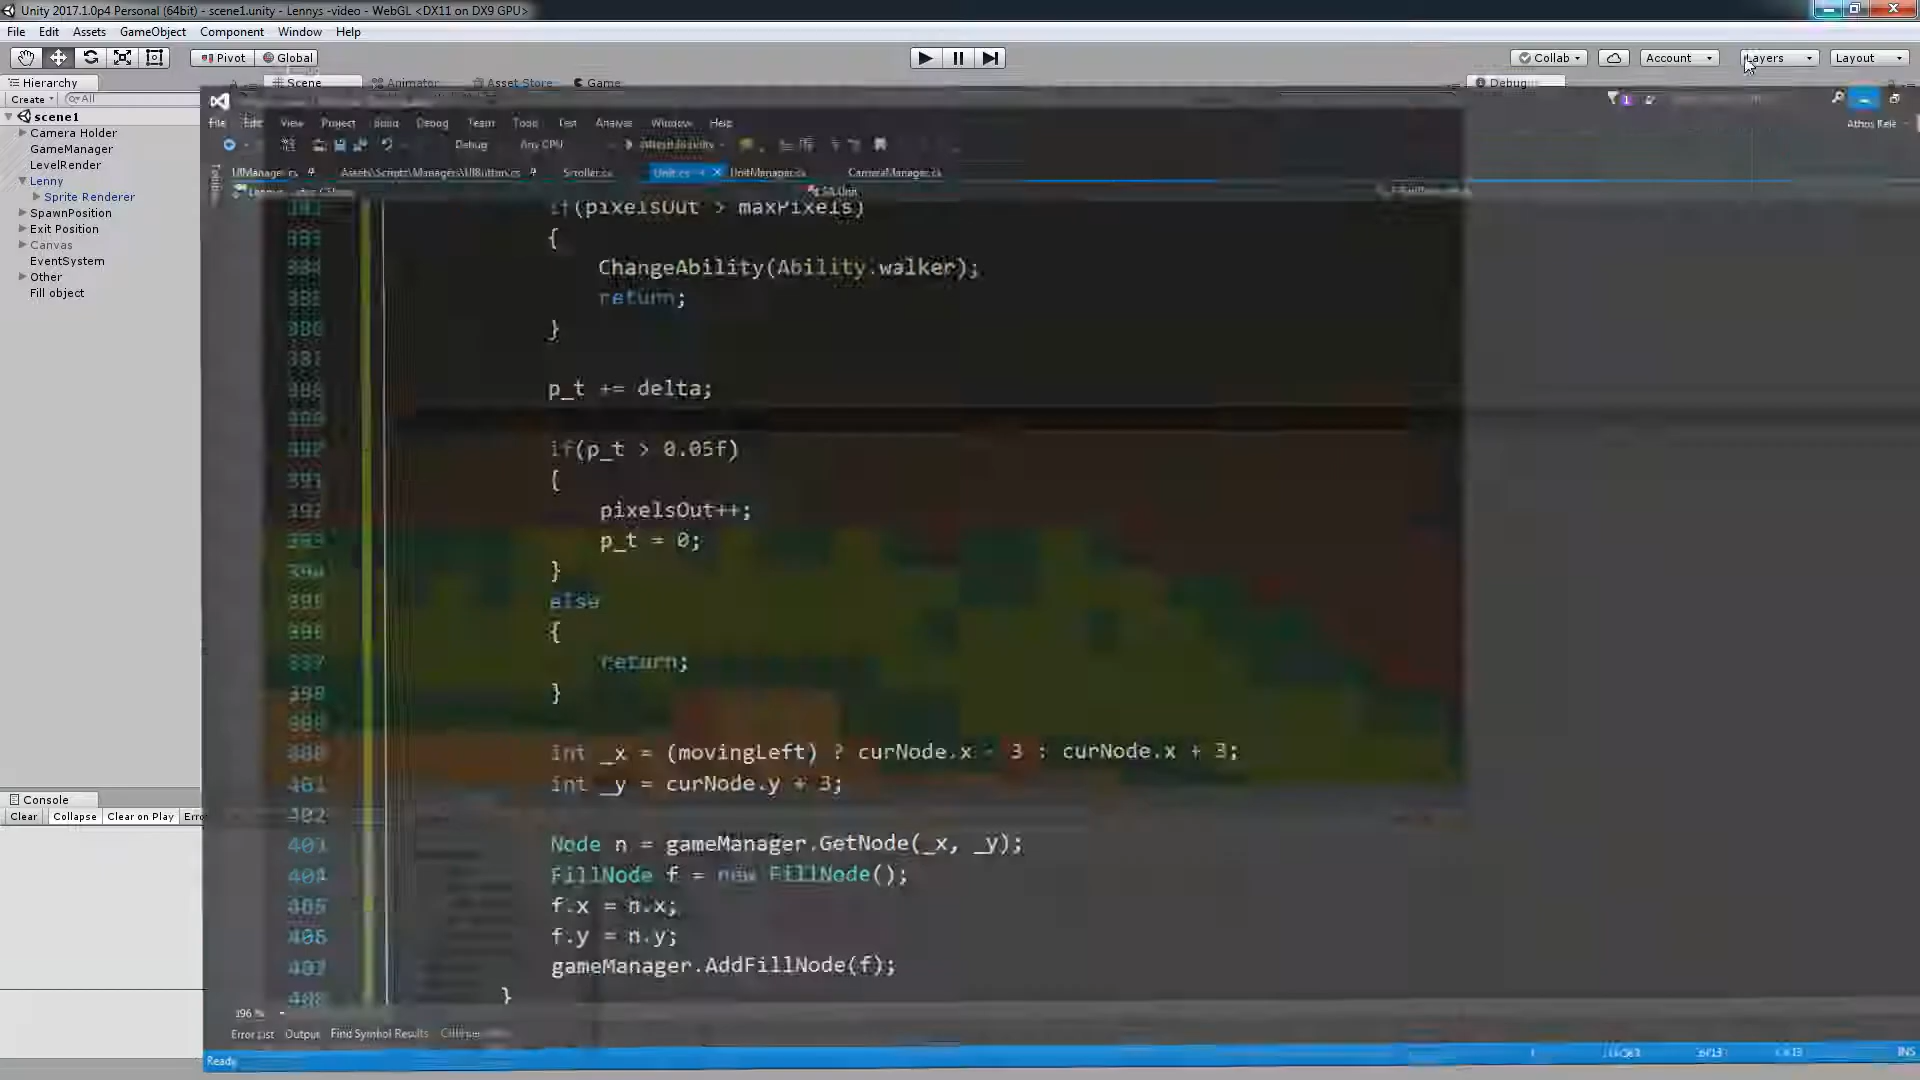 Unity 2017.1.0p4 Personal (64bit) - scene1.unity - Lennys -video - WebGL <DX11 on DX9 GPU>
File Edit Assets GameObject Component Window Help
Pivot Global Collab Account Layers Layout
Hierarchy Scene Animator Asset Store Game Debug
Create All
scene1
Camera Holder
GameManager
LevelRender
Lenny
Sprite Renderer
SpawnPosition
Exit Position
Canvas
EventSystem
Other
Fill object
Console
Clear Collapse Clear on Play Erro
1
File Edit View Project Build Debug Team Tools Test Analyze Window Help
Debug Any CPU
UIManager.cs Assets\Scripts\Managers\UIButton.cs Scroller.cs Unit.cs UnitManager.cs CameraManager.cs
if(pixelsOut > maxPixels)
{
ChangeAbility(Ability.walker);
return;
}
p_t += delta;
if(p_t > 0.05f)
{
pixelsOut++;
p_t = 0;
}
else
{
return;
}
int _x = (movingLeft) ? curNode.x - 3 : curNode.x + 3;
int _y = curNode.y + 3;
Node n = gameManager.GetNode(_x, _y);
FillNode f = new FillNode();
f.x = n.x;
f.y = n.y;
gameManager.AddFillNode(f);
}
196 %
Error List Output Find Symbol Results
Ready INS